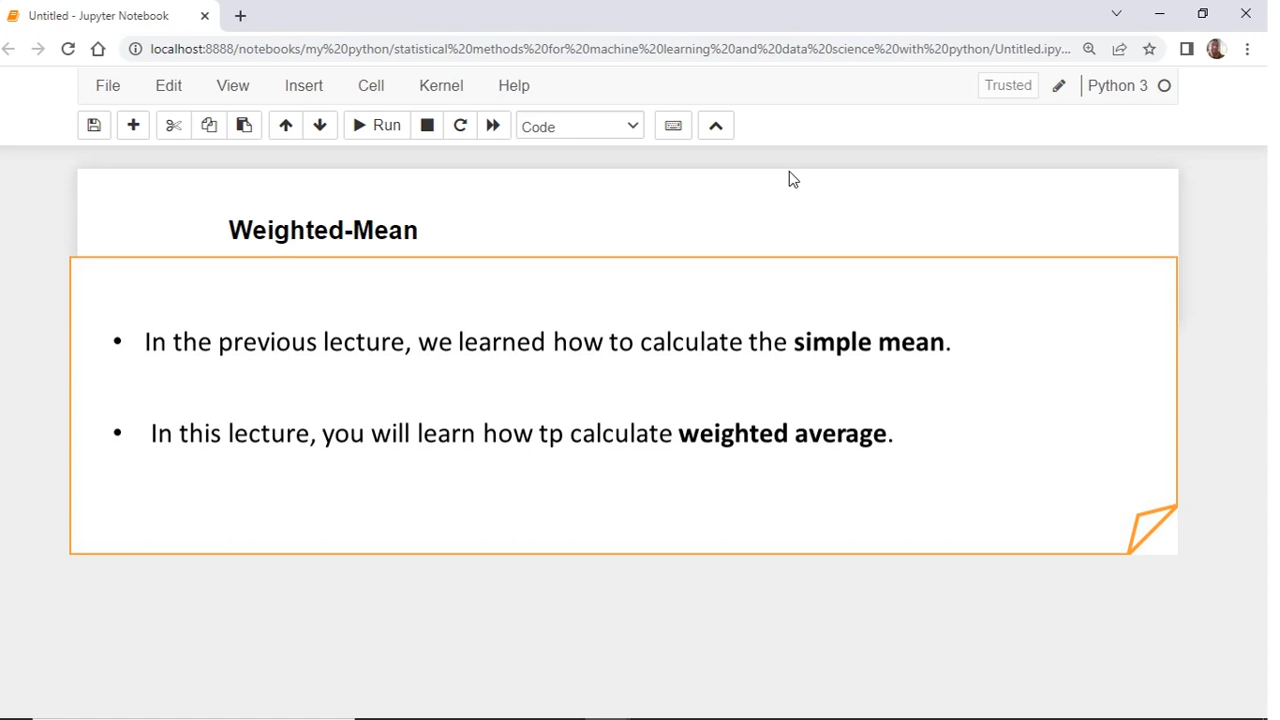 Untitled - Jupyter Notebook
localhost:8888/notebooks/my%20python/statistical%20methods%20for%20machine%20learning%20and%20data%20science%20with%20python/Untitled.ipy...
File Edit View Insert Cell Kernel Help Trusted Python 3
Run Code
Weighted-Mean
• In the previous lecture, we learned how to calculate the simple mean.
• In this lecture, you will learn how tp calculate weighted average.